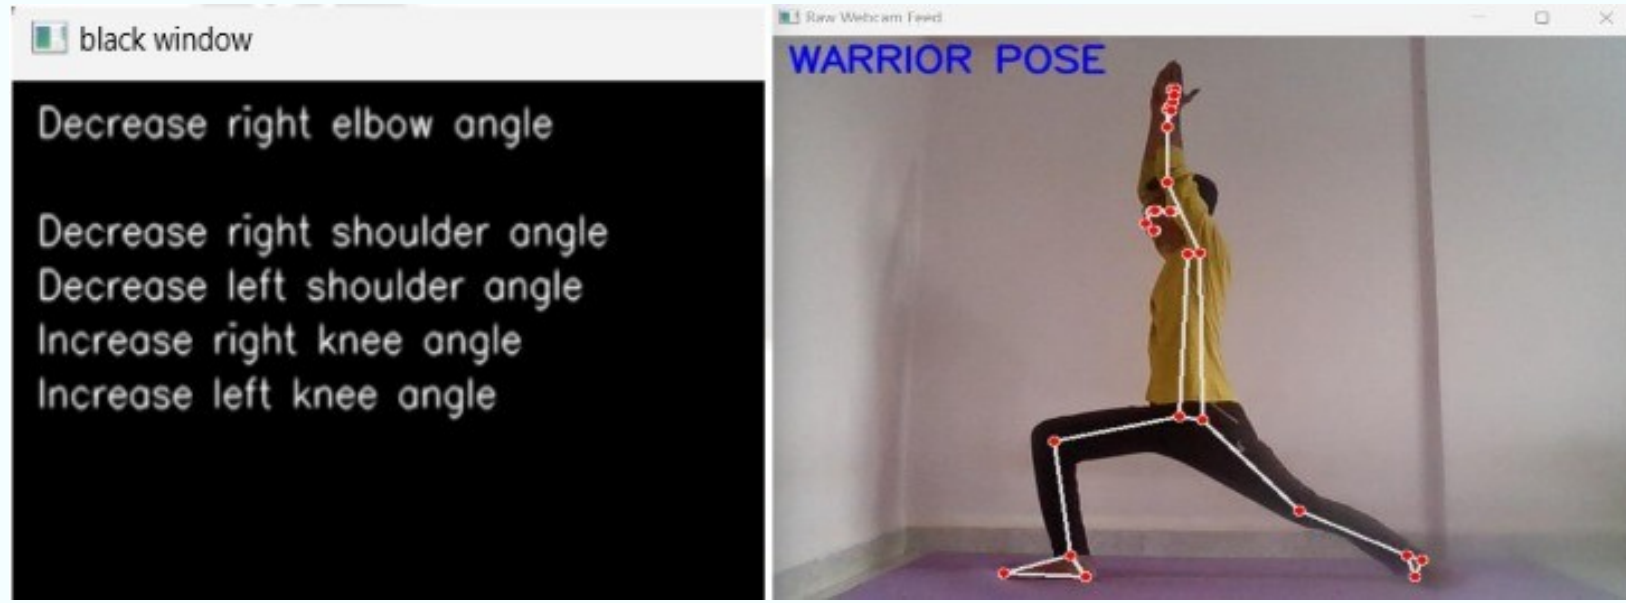 black window
Decrease right elbow angle
Decrease right shoulder angle
Decrease left shoulder angle
Increase right knee angle
Increase left knee angle
Raw Webcam Feed
WARRIOR POSE